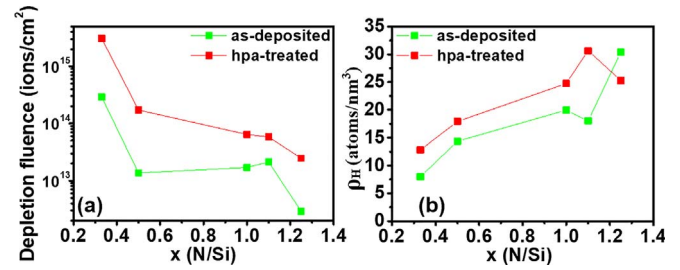 as-deposited
hpa-treated
Depletion fluence (ions/cm²)
10¹⁵
10¹⁴
10¹³
(a)
0.2 0.4 0.6 0.8 1.0 1.2 1.4
x (N/Si)
as-deposited
hpa-treated
ρH (atoms/nm³)
35
30
25
20
15
10
5
0
(b)
0.2 0.4 0.6 0.8 1.0 1.2 1.4
x (N/Si)